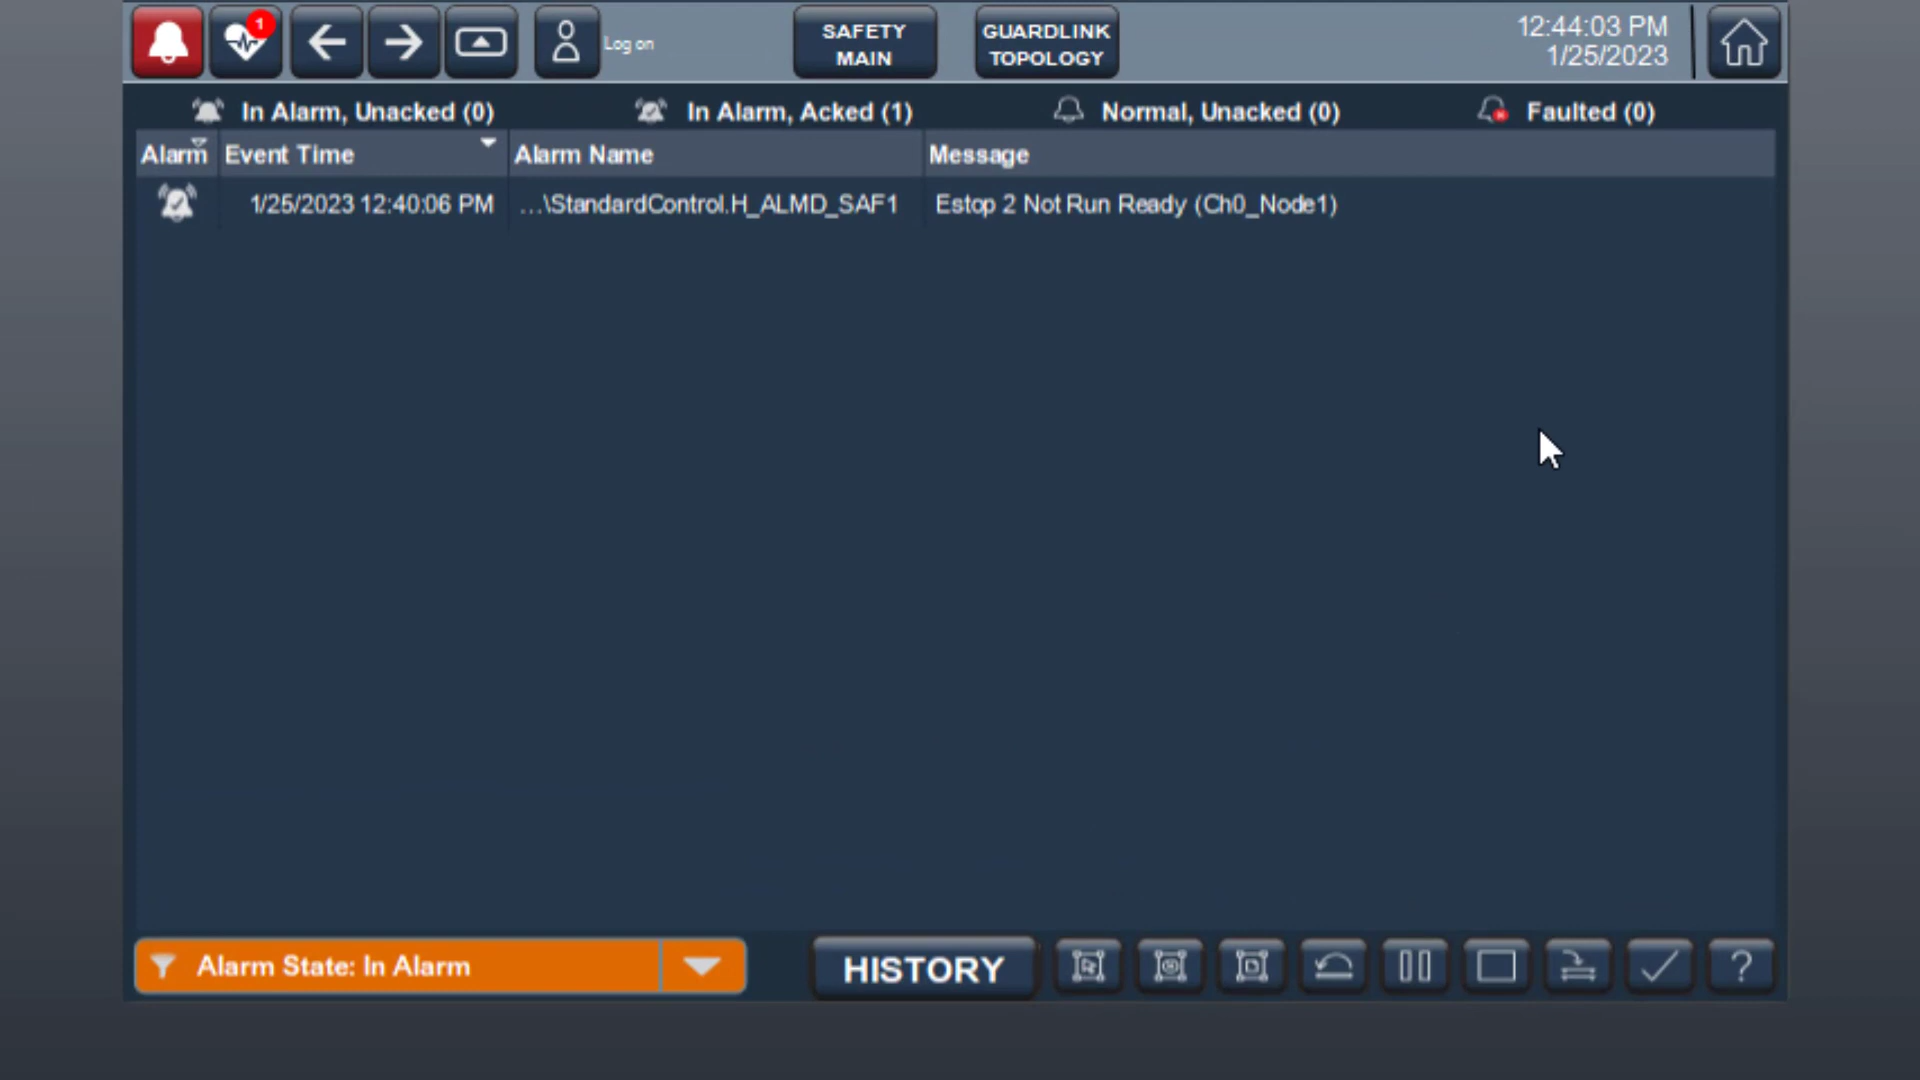 1
Log on
SAFETY
MAIN
GUARDLINK
TOPOLOGY
12:44:03 PM
1/25/2023
In Alarm, Unacked (0)
In Alarm, Acked (1)
Normal, Unacked (0)
Faulted (0)
Alarm
Event Time
Alarm Name
Message
1/25/2023 12:40:06 PM
...\StandardControl.H_ALMD_SAF1
Estop 2 Not Run Ready (Ch0_Node1)
Alarm State: In Alarm
HISTORY
?